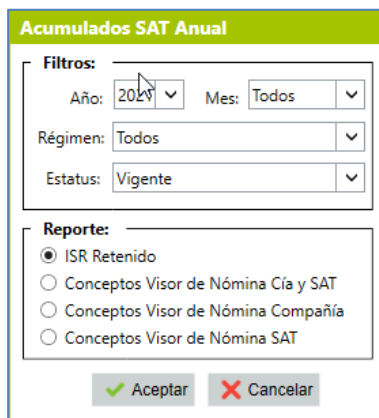 Acumulados SAT Anual
Filtros:
Año: Mes: Todos
Régimen: Todos
Estatus: Vigente
Reporte:
ISR Retenido
Conceptos Visor de Nómina Cía y SAT
Conceptos Visor de Nómina Compañía
Conceptos Visor de Nómina SAT
Aceptar Cancelar